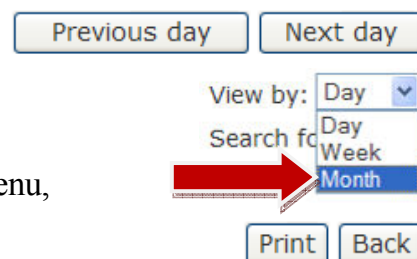 Previous day Next day
View by: Day
Search fo
Day
Week
Month
enu,
Print Back